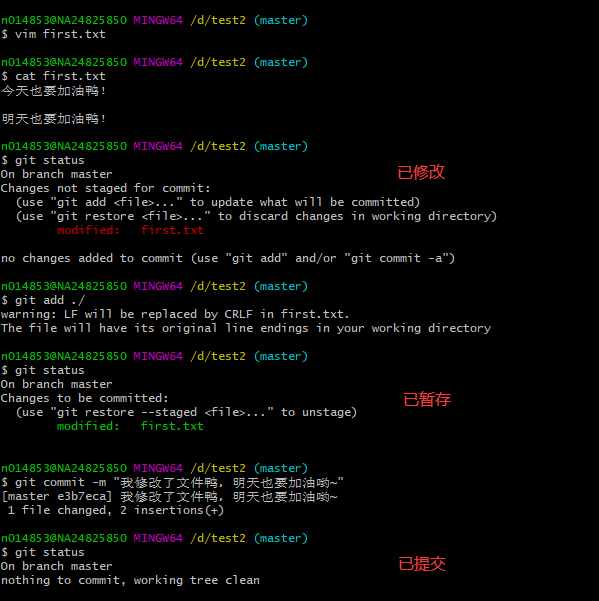 n014853@NA24825850 MINGW64 /d/test2 (master)
$ vim first.txt
n014853@NA24825850 MINGW64 /d/test2 (master)
$ cat first.txt
今天也要加油鸭!
明天也要加油鸭!
n014853@NA24825850 MINGW64 /d/test2 (master)
$ git status
On branch master
已修改
Changes not staged for commit:
  (use "git add <file>..." to update what will be committed)
  (use "git restore <file>..." to discard changes in working directory)
        modified:   first.txt
no changes added to commit (use "git add" and/or "git commit -a")
n014853@NA24825850 MINGW64 /d/test2 (master)
$ git add ./
warning: LF will be replaced by CRLF in first.txt.
The file will have its original line endings in your working directory
n014853@NA24825850 MINGW64 /d/test2 (master)
$ git status
On branch master
Changes to be committed:
已暂存
  (use "git restore --staged <file>..." to unstage)
        modified:   first.txt
n014853@NA24825850 MINGW64 /d/test2 (master)
$ git commit -m "我修改了文件鸭，明天也要加油哟~"
[master e3b7eca] 我修改了文件鸭，明天也要加油哟~
 1 file changed, 2 insertions(+)
n014853@NA24825850 MINGW64 /d/test2 (master)
$ git status
On branch master
已提交
nothing to commit, working tree clean